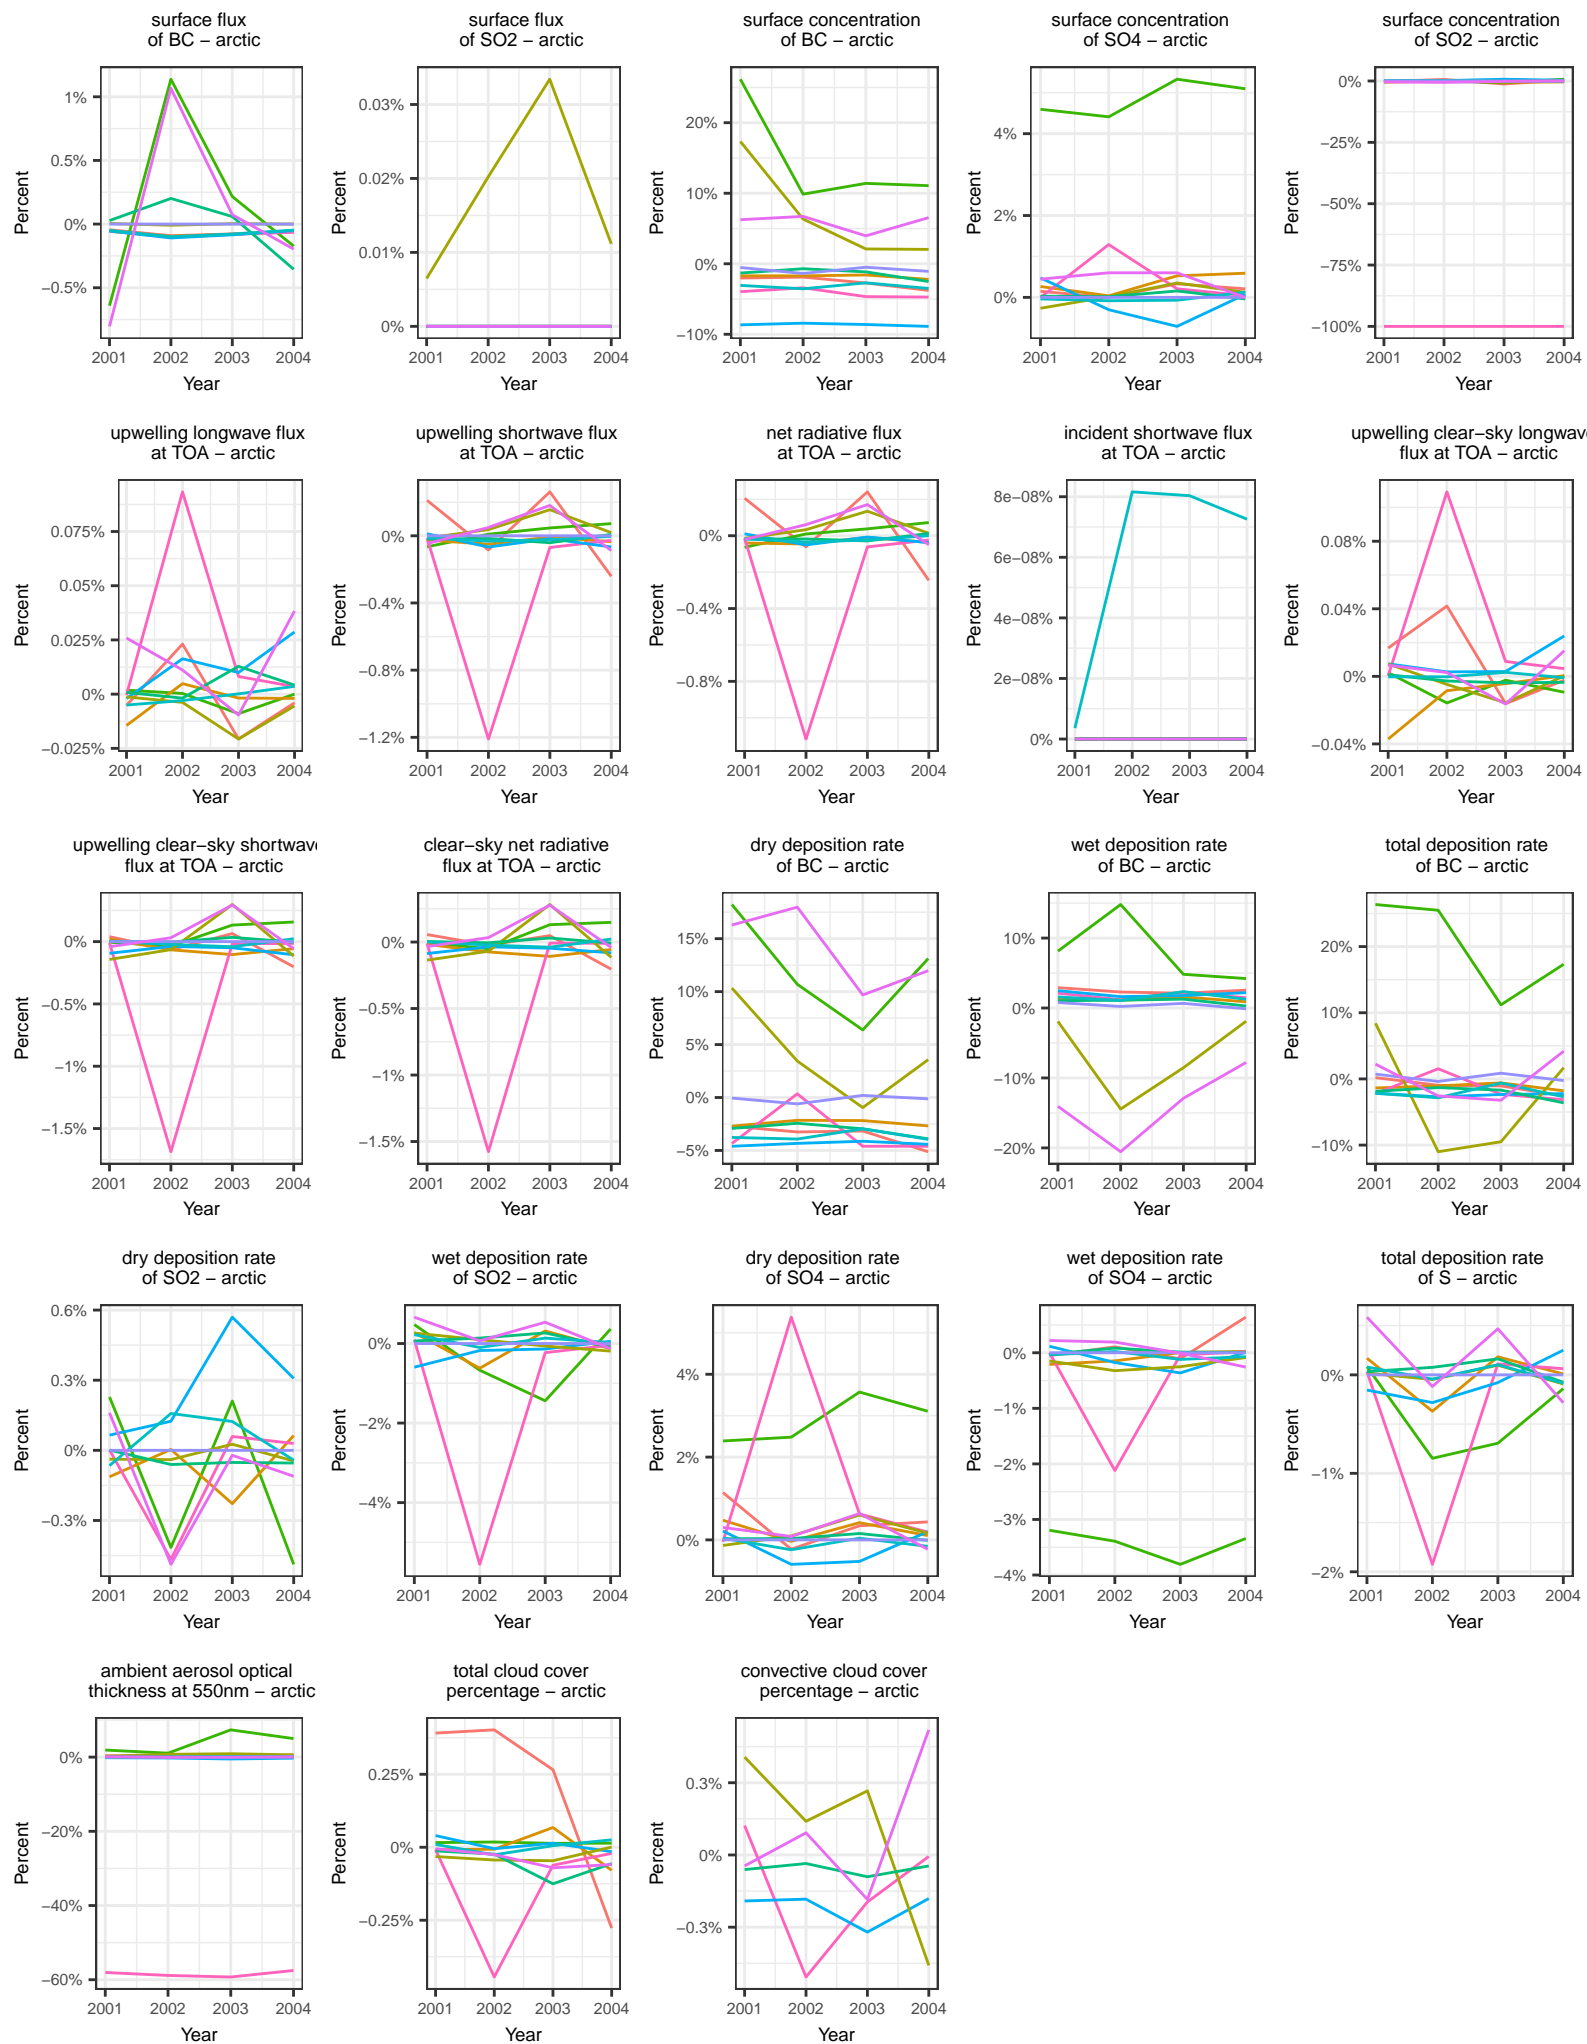 surface flux
of BC − arctic
surface flux
of SO2 − arctic
surface concentration
of BC − arctic
surface concentration
of SO4 − arctic
surface concentration
of SO2 − arctic
Percent
1%
0.5%
0%
−0.5%
2001 2002 2003 2004
Year
Percent
0.03%
0.02%
0.01%
0%
2001 2002 2003 2004
Year
Percent
20%
10%
0%
−10%
2001 2002 2003 2004
Year
Percent
4%
2%
0%
2001 2002 2003 2004
Year
Percent
0%
−25%
−50%
−75%
−100%
2001 2002 2003 2004
Year
upwelling longwave flux
at TOA − arctic
upwelling shortwave flux
at TOA − arctic
net radiative flux
at TOA − arctic
incident shortwave flux
at TOA − arctic
upwelling clear−sky longwave
flux at TOA − arctic
Percent
0.075%
0.05%
0.025%
0%
−0.025%
2001 2002 2003 2004
Year
Percent
0%
−0.4%
−0.8%
−1.2%
2001 2002 2003 2004
Year
Percent
0%
−0.4%
−0.8%
2001 2002 2003 2004
Year
Percent
8e−08%
6e−08%
4e−08%
2e−08%
0%
2001 2002 2003 2004
Year
Percent
0.08%
0.04%
0%
−0.04%
2001 2002 2003 2004
Year
upwelling clear−sky shortwave
flux at TOA − arctic
clear−sky net radiative
flux at TOA − arctic
dry deposition rate
of BC − arctic
wet deposition rate
of BC − arctic
total deposition rate
of BC − arctic
Percent
0%
−0.5%
−1%
−1.5%
2001 2002 2003 2004
Year
Percent
0%
−0.5%
−1%
−1.5%
2001 2002 2003 2004
Year
Percent
15%
10%
5%
0%
−5%
2001 2002 2003 2004
Year
Percent
10%
0%
−10%
−20%
2001 2002 2003 2004
Year
Percent
20%
10%
0%
−10%
2001 2002 2003 2004
Year
dry deposition rate
of SO2 − arctic
wet deposition rate
of SO2 − arctic
dry deposition rate
of SO4 − arctic
wet deposition rate
of SO4 − arctic
total deposition rate
of S − arctic
Percent
0.6%
0.3%
0%
−0.3%
2001 2002 2003 2004
Year
Percent
0%
−2%
−4%
2001 2002 2003 2004
Year
Percent
4%
2%
0%
2001 2002 2003 2004
Year
Percent
0%
−1%
−2%
−3%
−4%
2001 2002 2003 2004
Year
Percent
0%
−1%
−2%
2001 2002 2003 2004
Year
ambient aerosol optical
thickness at 550nm − arctic
total cloud cover
percentage − arctic
convective cloud cover
percentage − arctic
Percent
0%
−20%
−40%
−60%
2001 2002 2003 2004
Year
Percent
0.25%
0%
−0.25%
2001 2002 2003 2004
Year
Percent
0.3%
0%
−0.3%
2001 2002 2003 2004
Year